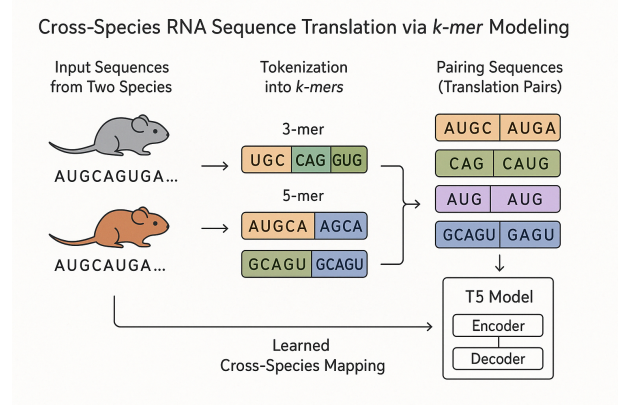 Cross-Species RNA Sequence Translation via k-mer Modeling
Input Sequences
from Two Species
AUGCAGUGA...
AUGCAUGA...
Tokenization
into k-mers
3-mer
UGC CAG GUG
5-mer
AUGCA AGCA
GCAGU GCAGU
Pairing Sequences
(Translation Pairs)
AUGC AUGA
CAG CAUG
AUG AUG
GCAGU GAGU
T5 Model
Encoder
Decoder
Learned
Cross-Species Mapping